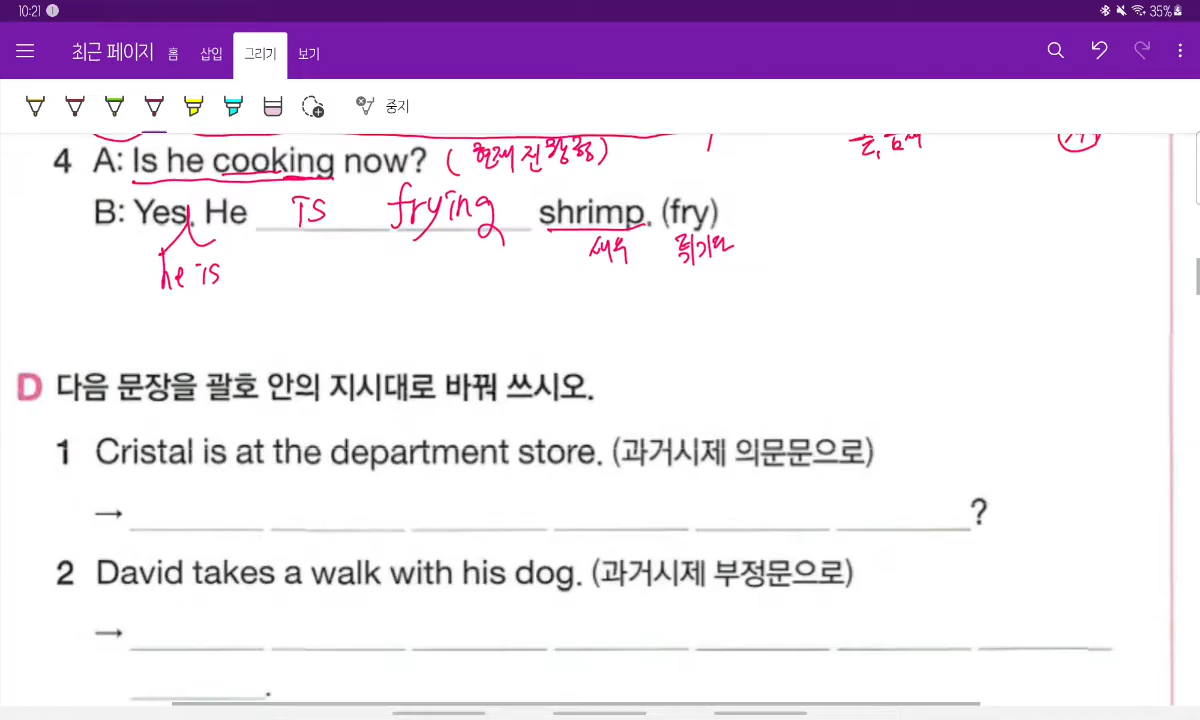 10:21
35%
최근 페이지 홈 삽입 그리기 보기
중지
4 A: Is he cooking now? (현재 진행형)
B: Yes. He is frying shrimp. (fry)
he is 새우 튀기다
D 다음 문장을 괄호 안의 지시대로 바꿔 쓰시오.
1 Cristal is at the department store. (과거시제 의문문으로)
→ ?
2 David takes a walk with his dog. (과거시제 부정문으로)
→
.